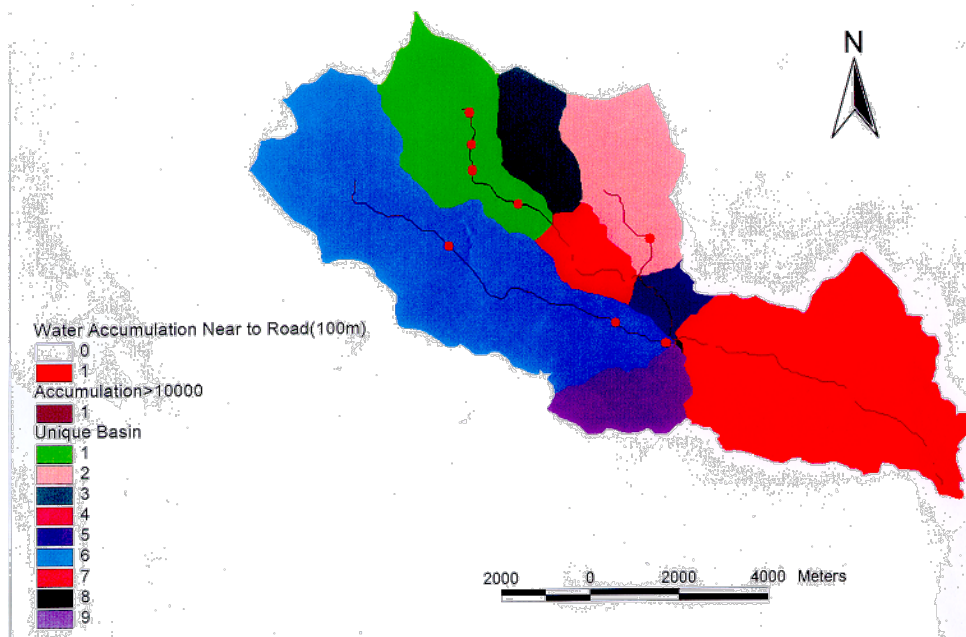 N
Water Accumulation Near to Road(100m)
0
1
Accumulation>10000
1
Unique Basin
1
2
3
4
5
6
7
8
9
2000 0 2000 4000 Meters